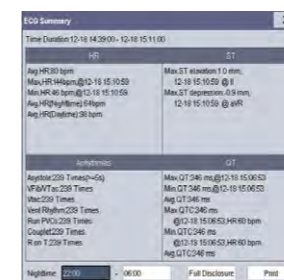 ECG Summary
Time Duration:12-18 14:39:00 - 12-18 15:11:00
HR
ST
Avg.HR:80 bpm
Max.HR:144bpm,@12-18 15:10:59
Min.HR:46 bpm,@12-18 15:10:59
Avg.HR(Nighttime):64bpm
Avg.HR(Daytime):96 bpm
Max.ST elevation:1.0 mm,
12-18 15:10:59 @ II
Max.ST depression:-0.9 mm,
12-18 15:10:59 @ aVR
Arrhythmias
QT
Asystole:239 Times(>=5s)
VFib/VTac:239 Times
Vtac:239 Times
Vent Rhythm:239 Times
Run PVCs:239 Times
Couplet:239 Times
R on T:239 Times
Max.QT:346 ms,@12-18 15:06:53
Min.QT:346 ms,@12-18 15:06:53
Avg.QT:346 ms
Max.QTC:346 ms
@12-18 15:06:53,HR:60 bpm
Min.QTC:346 ms
@12-18 15:06:53,HR:60 bpm
Avg.QTC:346 ms
Nighttime: 22:00 - 06:00 Full Disclosure Print